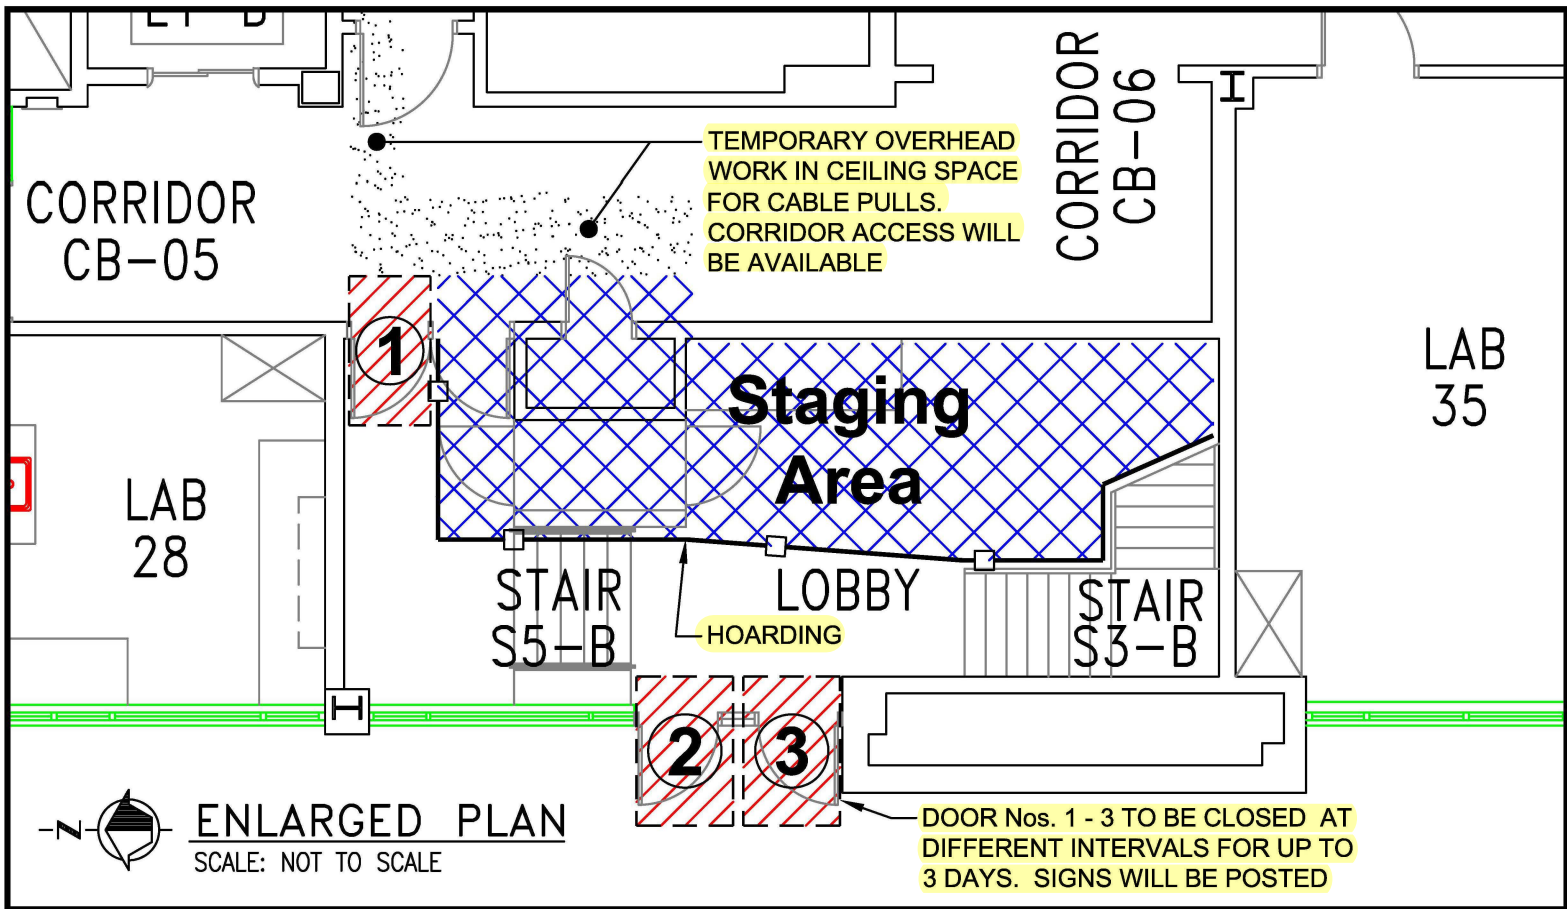 CORRIDOR
CB-06
TEMPORARY OVERHEAD
WORK IN CEILING SPACE
FOR CABLE PULLS.
CORRIDOR ACCESS WILL
BE AVAILABLE
CORRIDOR
CB-05
1
LAB
35
Staging
Area
LAB
28
STAIR
S5-B
LOBBY
STAIR
S3-B
HOARDING
2
3
N
ENLARGED PLAN
SCALE: NOT TO SCALE
DOOR Nos. 1 - 3 TO BE CLOSED AT
DIFFERENT INTERVALS FOR UP TO
3 DAYS. SIGNS WILL BE POSTED